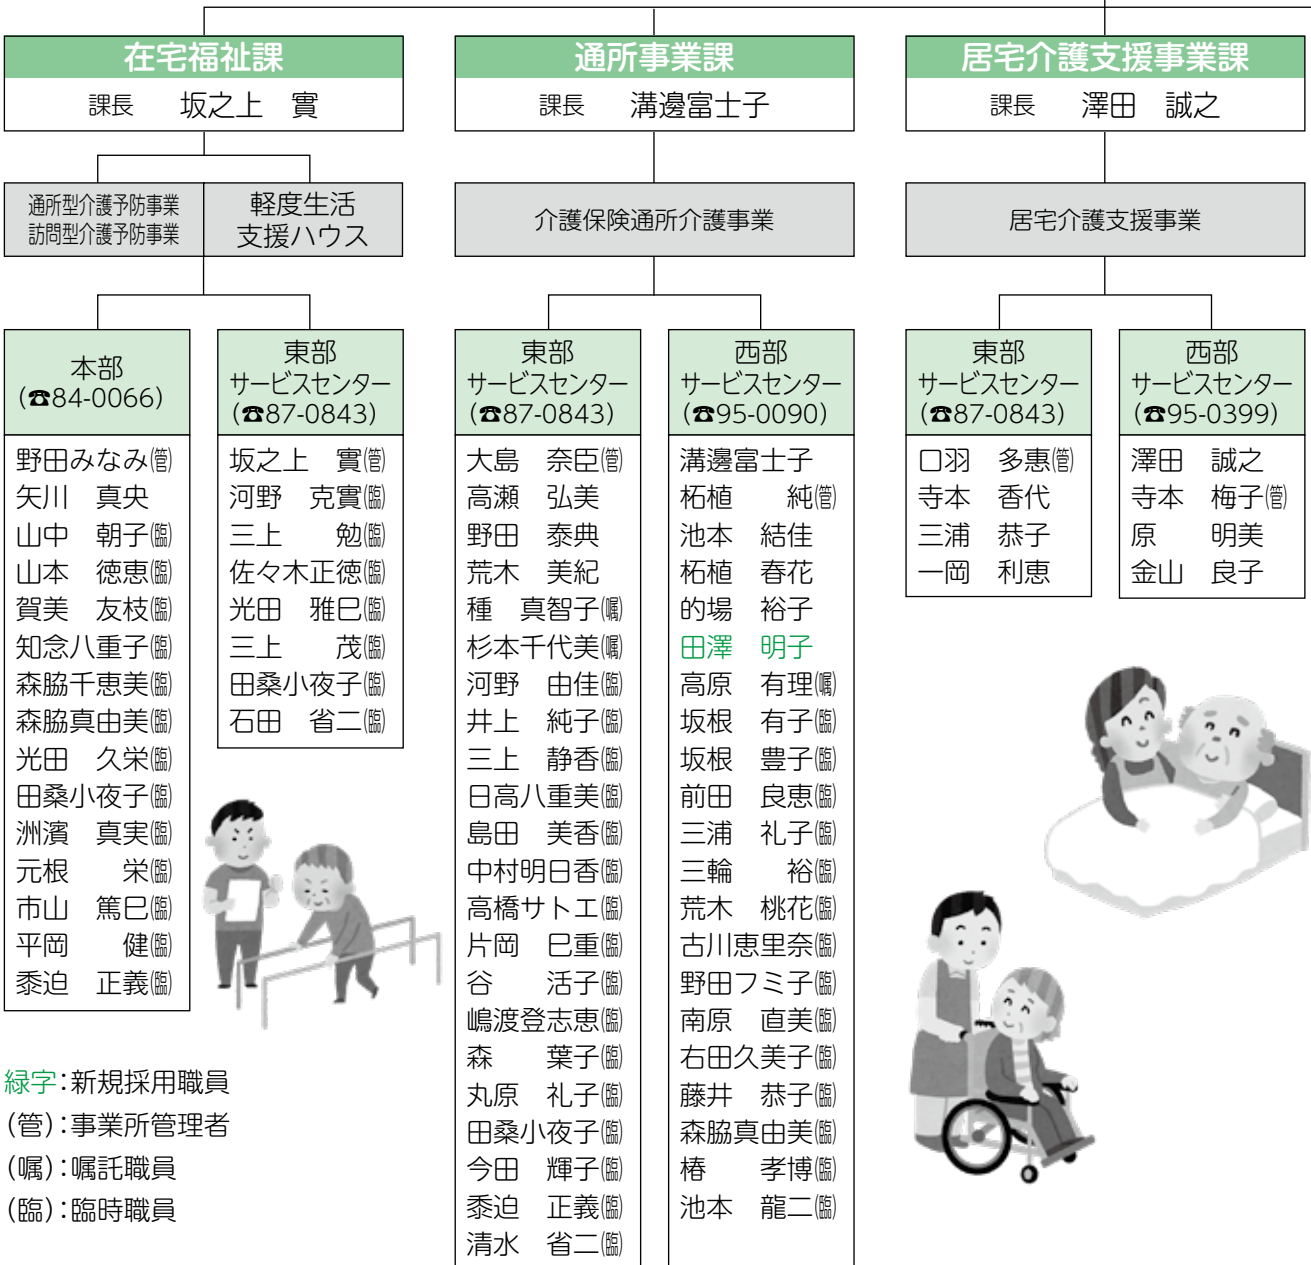 在宅福祉課
課長　坂之上　實
通所型介護予防事業
訪問型介護予防事業
軽度生活
支援ハウス
本部
(☎84-0066)
野田みなみ㈾
矢川　真央
山中　朝子(臨)
山本　徳恵(臨)
賀美　友枝(臨)
知念八重子(臨)
森脇千恵美(臨)
森脇真由美(臨)
光田　久栄(臨)
田桑小夜子(臨)
洲濱　真実(臨)
元根　　栄(臨)
市山　篤巳(臨)
平岡　　健(臨)
黍迫　正義(臨)
東部
サービスセンター
(☎87-0843)
坂之上　實(管)
河野　克實(臨)
三上　　勉(臨)
佐々木正徳(臨)
光田　雅巳(臨)
三上　　茂(臨)
田桑小夜子(臨)
石田　省二(臨)
通所事業課
課長　溝邉富士子
介護保険通所介護事業
東部
サービスセンター
(☎87-0843)
大島　奈臣(管)
高瀬　弘美
野田　泰典
荒木　美紀
種　真智子(嘱)
杉本千代美(嘱)
河野　由佳(臨)
井上　純子(臨)
三上　静香(臨)
日高八重美(臨)
島田　美香(臨)
中村明日香(臨)
高橋サトエ(臨)
片岡　巳重(臨)
谷　　活子(臨)
嶋渡登志恵(臨)
森　　葉子(臨)
丸原　礼子(臨)
田桑小夜子(臨)
今田　輝子(臨)
黍迫　正義(臨)
清水　省二(臨)
西部
サービスセンター
(☎95-0090)
溝邉富士子
柘植　　純(管)
池本　結佳
柘植　春花
的場　裕子
田澤　明子
高原　有理(嘱)
坂根　有子(臨)
坂根　豊子(臨)
前田　良恵(臨)
三浦　礼子(臨)
三輪　　裕(臨)
荒木　桃花(臨)
古川恵里奈(臨)
野田フミ子(臨)
南原　直美(臨)
右田久美子(臨)
藤井　恭子(臨)
森脇真由美(臨)
椿　　孝博(臨)
池本　龍二(臨)
居宅介護支援事業課
課長　澤田　誠之
居宅介護支援事業
東部
サービスセンター
(☎87-0843)
口羽　多恵(管)
寺本　香代
三浦　恭子
一岡　利恵
西部
サービスセンター
(☎95-0399)
澤田　誠之
寺本　梅子(管)
原　　明美
金山　良子
緑字:新規採用職員
(管):事業所管理者
(嘱):嘱託職員
(臨):臨時職員